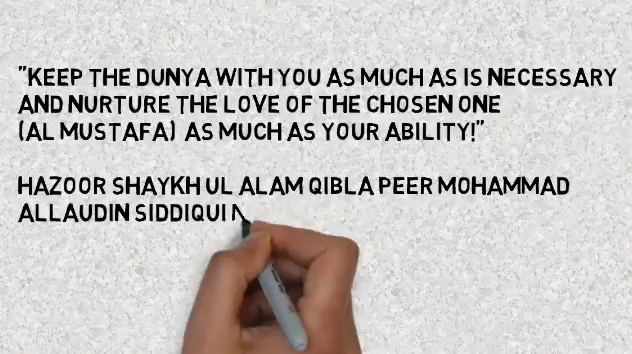 "KEEP THE DUNYA WITH YOU AS MUCH AS IS NECESSARY
AND NURTURE THE LOVE OF THE CHOSEN ONE
(AL MUSTAFA) AS MUCH AS YOUR ABILITY!"
HAZOOR SHAYKH UL ALAM QIBLA PEER MOHAMMAD
ALLAUDIN SIDDIQUI